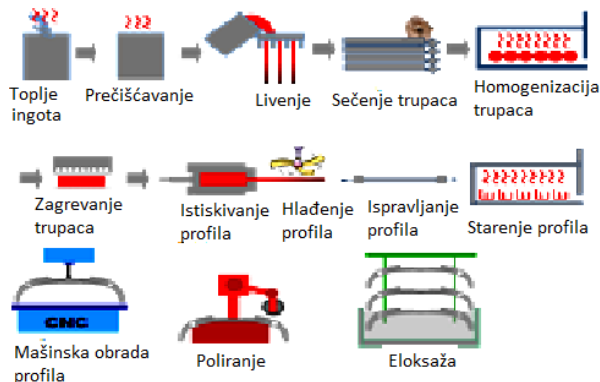 Toplje
ingota
Prečišćavanje
Livenje
Sečenje trupaca
Homogenizacija
trupaca
Zagrevanje
trupaca
Istiskivanje
profila
Hlađenje
profila
Ispravljanje
profila
Starenje profila
CNC
Mašinska obrada
profila
Poliranje
Eloksaža